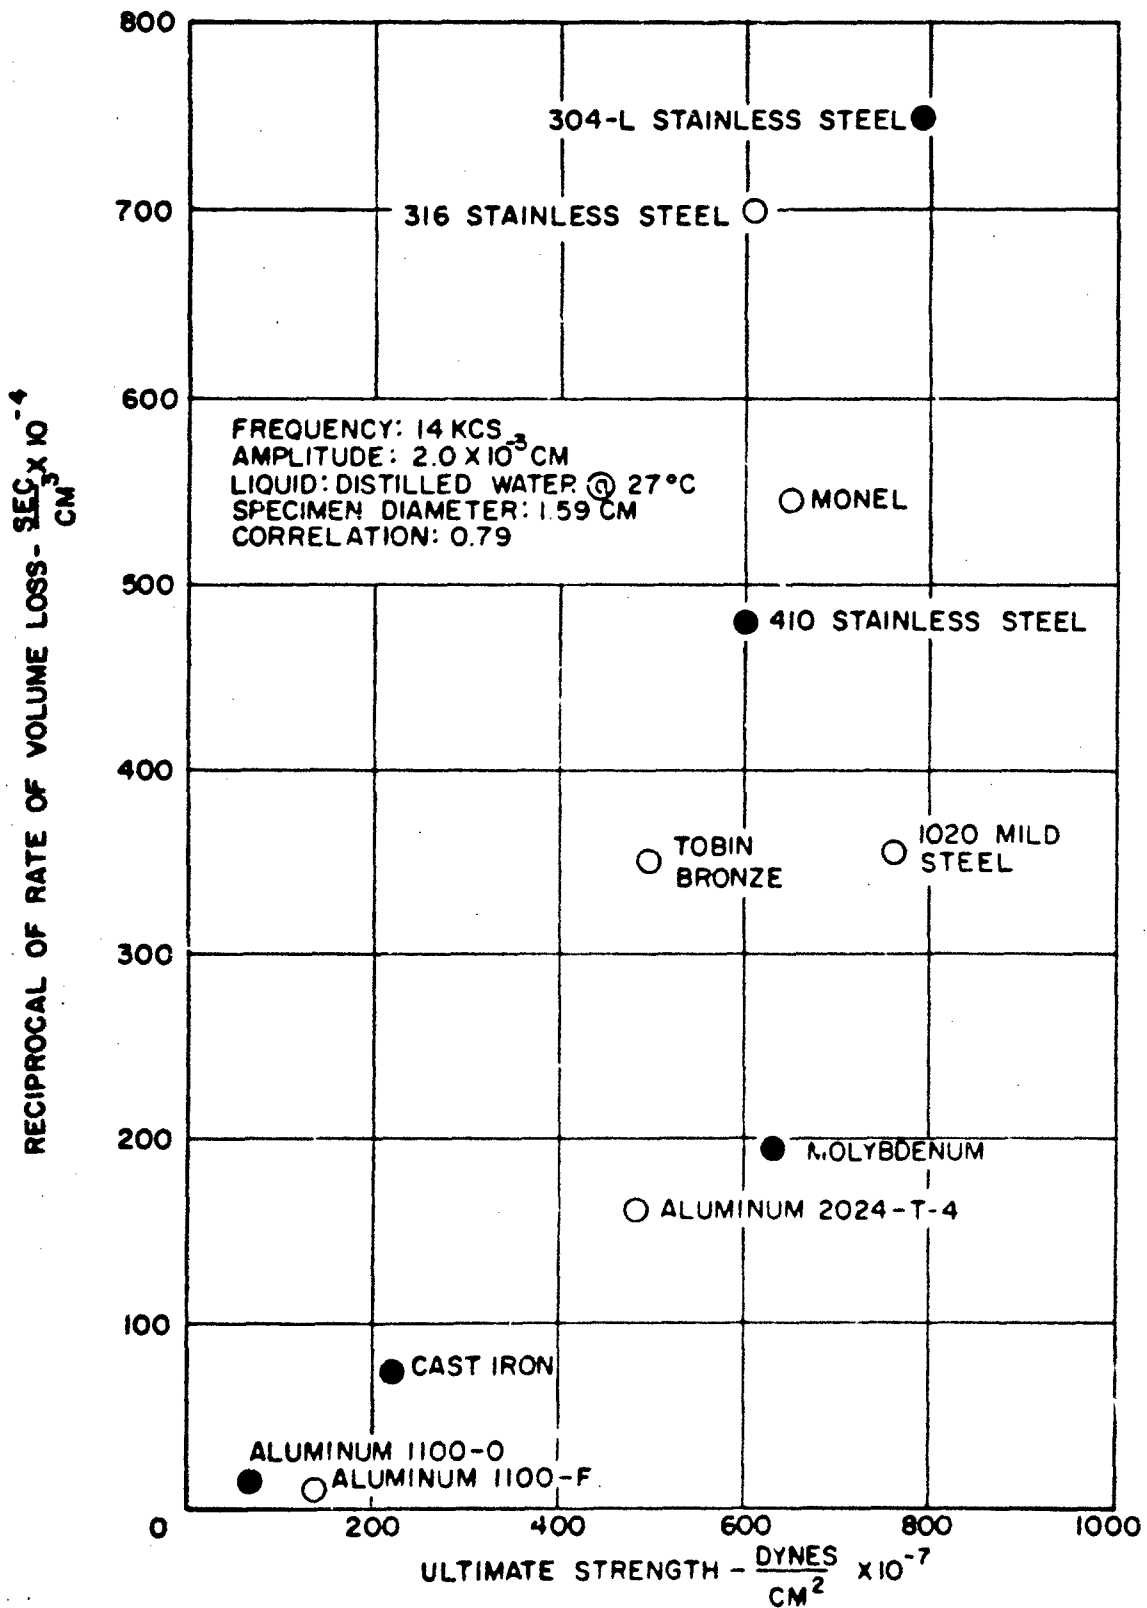 800
304-L STAINLESS STEEL
700
316 STAINLESS STEEL
600
FREQUENCY: 14 KCS
AMPLITUDE: 2.0 X 10⁻³ CM
LIQUID: DISTILLED WATER @ 27°C
SPECIMEN DIAMETER: 1.59 CM
CORRELATION: 0.79
MONEL
500
410 STAINLESS STEEL
400
TOBIN
BRONZE
1020 MILD
STEEL
300
200
MOLYBDENUM
ALUMINUM 2024-T-4
100
CAST IRON
ALUMINUM 1100-O
ALUMINUM 1100-F
0 200 400 600 800 1000
ULTIMATE STRENGTH - DYNES/CM² X10⁻⁷
RECIPROCAL OF RATE OF VOLUME LOSS - SEC/CM³ X 10⁻⁴